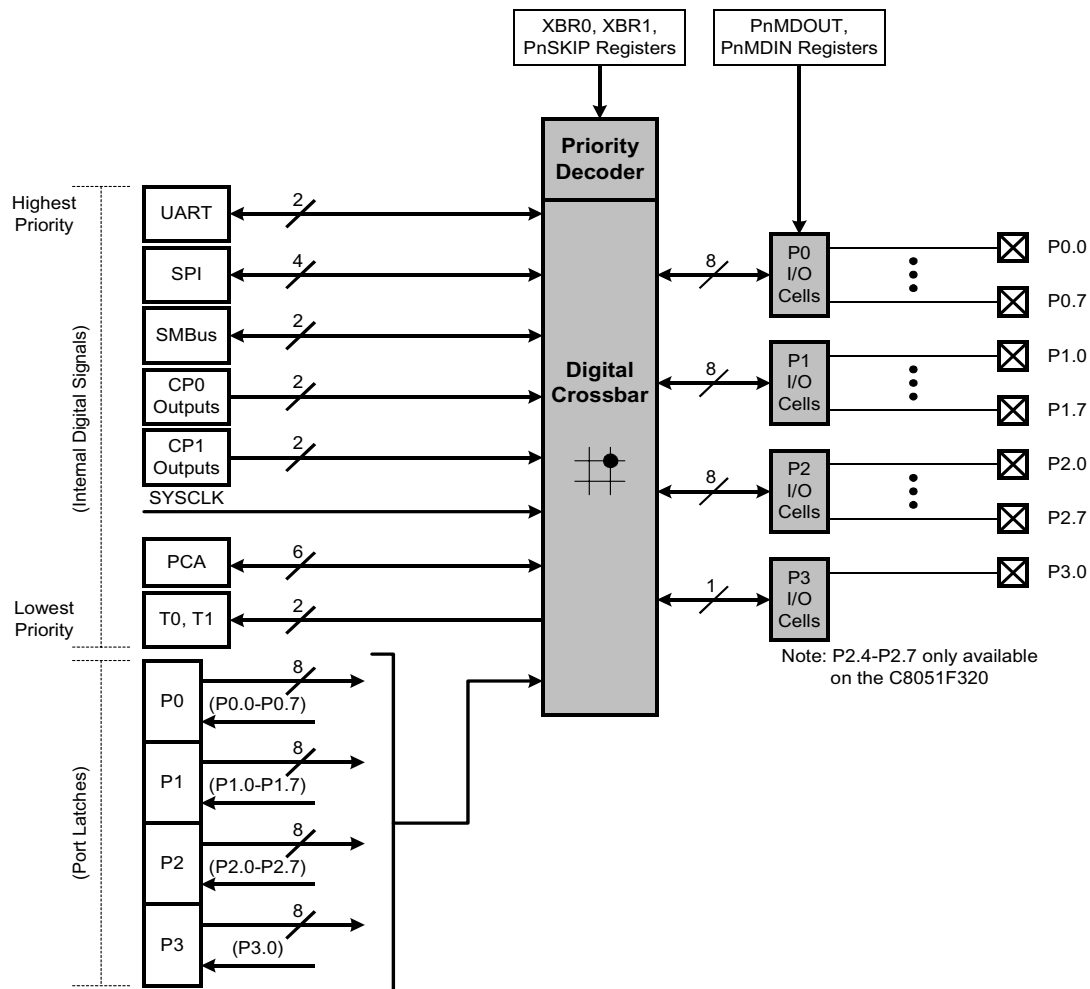 XBR0, XBR1,
PnSKIP Registers
PnMDOUT,
PnMDIN Registers
Priority
Decoder
Highest
Priority
UART
2
SPI
4
SMBus
2
CP0
Outputs
2
CP1
Outputs
2
SYSCLK
PCA
6
Lowest
Priority
T0, T1
2
(Internal Digital Signals)
Digital
Crossbar
8
P0
I/O
Cells
P0.0
P0.7
8
P1
I/O
Cells
P1.0
P1.7
8
P2
I/O
Cells
P2.0
P2.7
1
P3
I/O
Cells
P3.0
Note: P2.4-P2.7 only available
on the C8051F320
(Port Latches)
P0
8
(P0.0-P0.7)
P1
8
(P1.0-P1.7)
P2
8
(P2.0-P2.7)
P3
8
(P3.0)